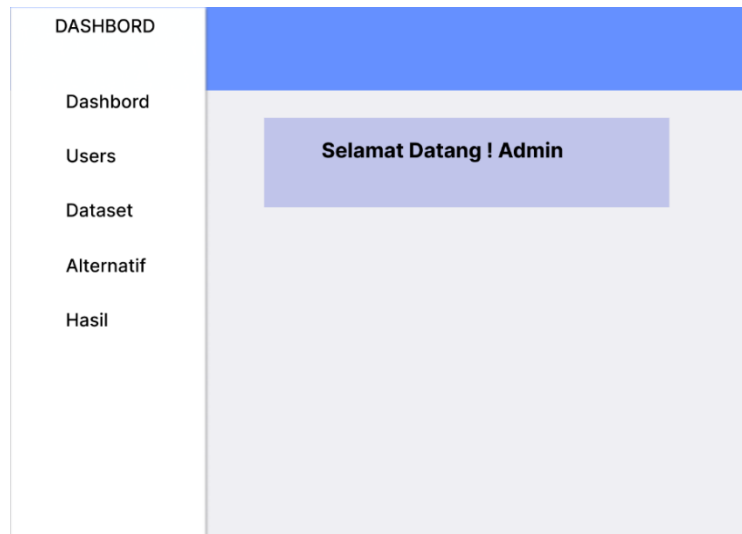 DASHBORD
Dashbord
Users
Dataset
Alternatif
Hasil
Selamat Datang ! Admin